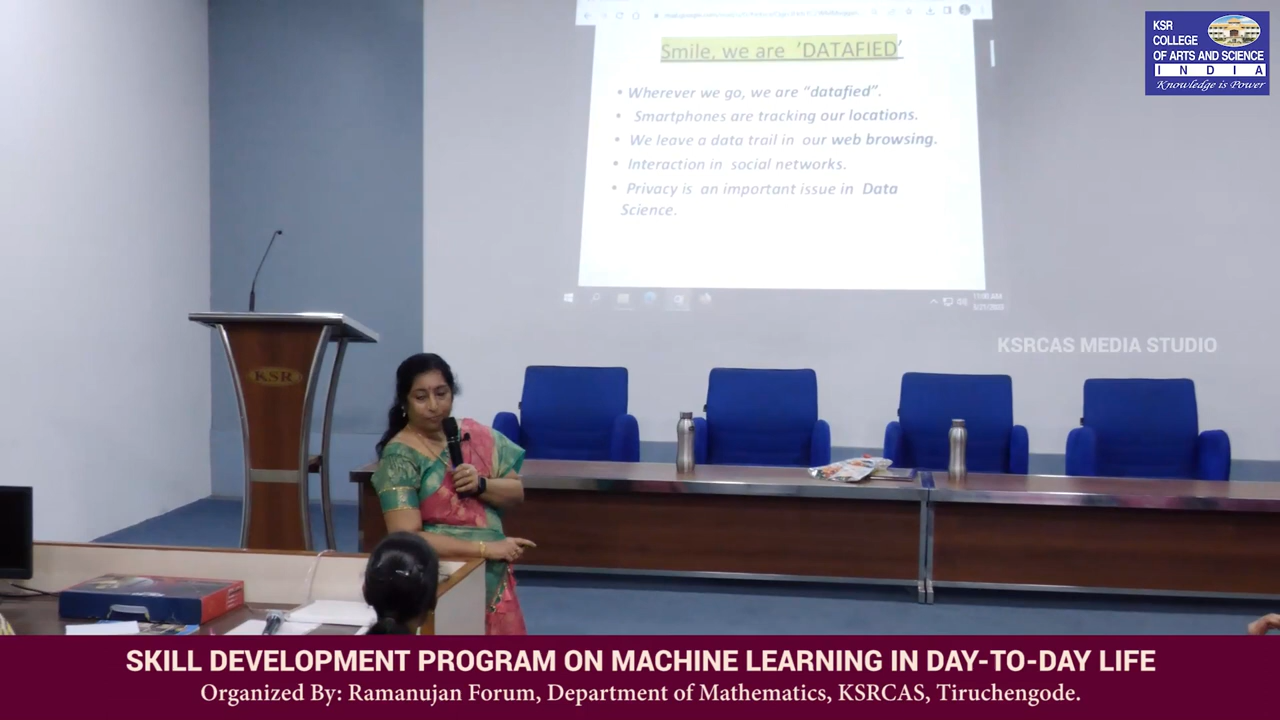 Smile, we are 'DATAFIED'
• Wherever we go, we are “datafied”.
• Smartphones are tracking our locations.
• We leave a data trail in our web browsing.
• Interaction in social networks.
• Privacy is an important issue in Data
Science.
KSR
COLLEGE
OF ARTS AND SCIENCE
INDIA
Knowledge is Power
KSRCAS MEDIA STUDIO
KSR
SKILL DEVELOPMENT PROGRAM ON MACHINE LEARNING IN DAY-TO-DAY LIFE
Organized By: Ramanujan Forum, Department of Mathematics, KSRCAS, Tiruchengode.